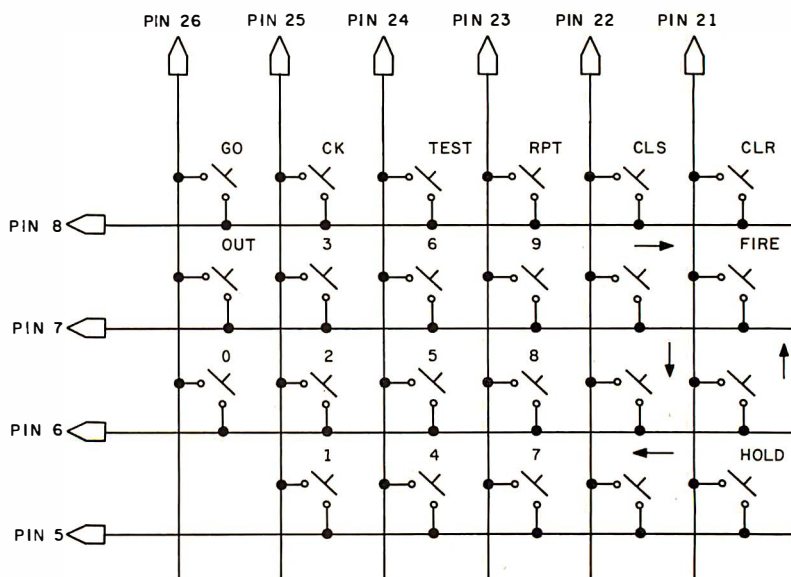 PIN 26 PIN 25 PIN 24 PIN 23 PIN 22 PIN 21
GO CK TEST RPT CLS CLR
PIN 8
OUT 3 6 9 FIRE
PIN 7
0 2 5 8
PIN 6
1 4 7 HOLD
PIN 5